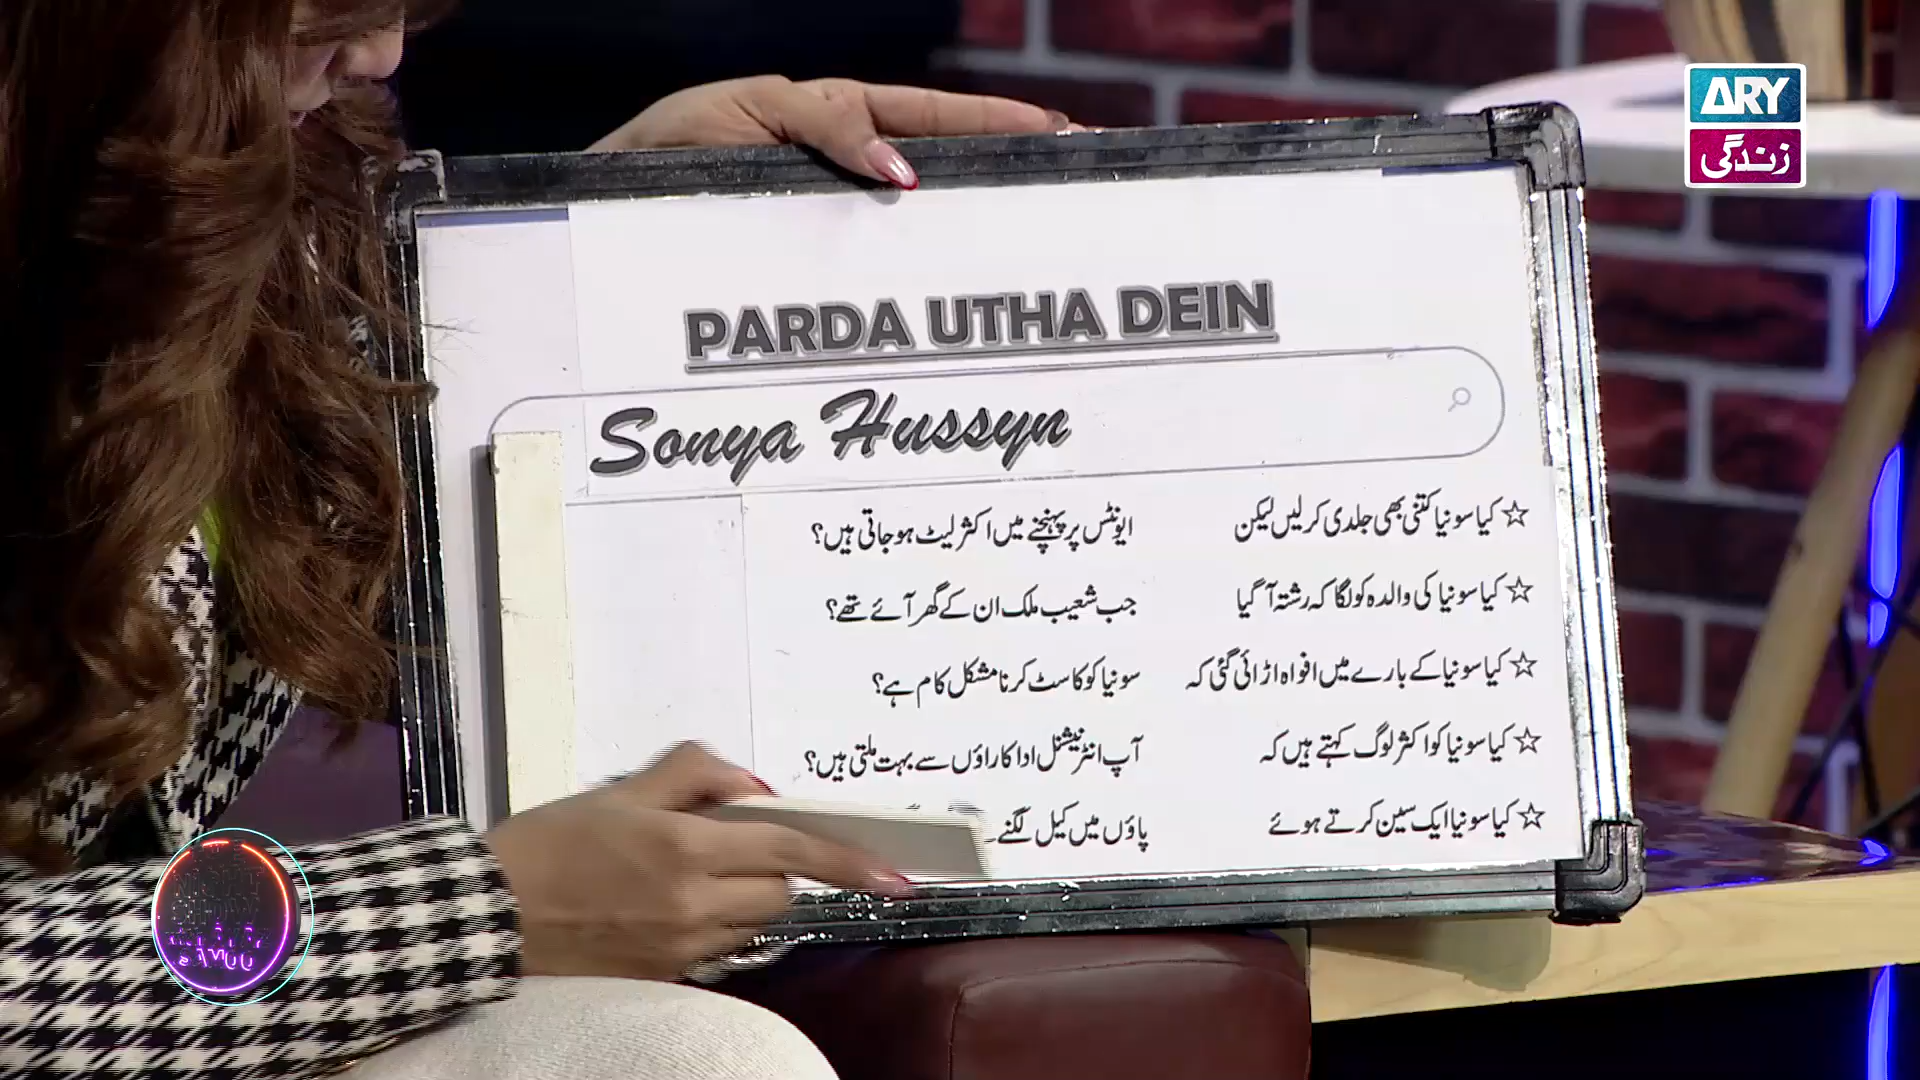 ARY
زندگی
PARDA UTHA DEIN
Sonya Hussyn
☆ کیا سونیا کتنی بھی جلدی کرلیں لیکن ایونٹس پر پہنچنے میں اکثر لیٹ ہو جاتی ہیں؟
☆ کیا سونیا کی والدہ کو لگا کہ رشتہ آگیا جب شعیب ملک ان کے گھر آئے تھے؟
☆ کیا سونیا کے بارے میں افواہ اڑائی گئی کہ سونیا کو کاسٹ کرنا مشکل کام ہے؟
☆ کیا سونیا کو اکثر لوگ کہتے ہیں کہ آپ انٹرنیشنل اداکاراؤں سے بہت ملتی ہیں؟
☆ کیا سونیا ایک سین کرتے ہوئے پاؤں میں کیل لگنے